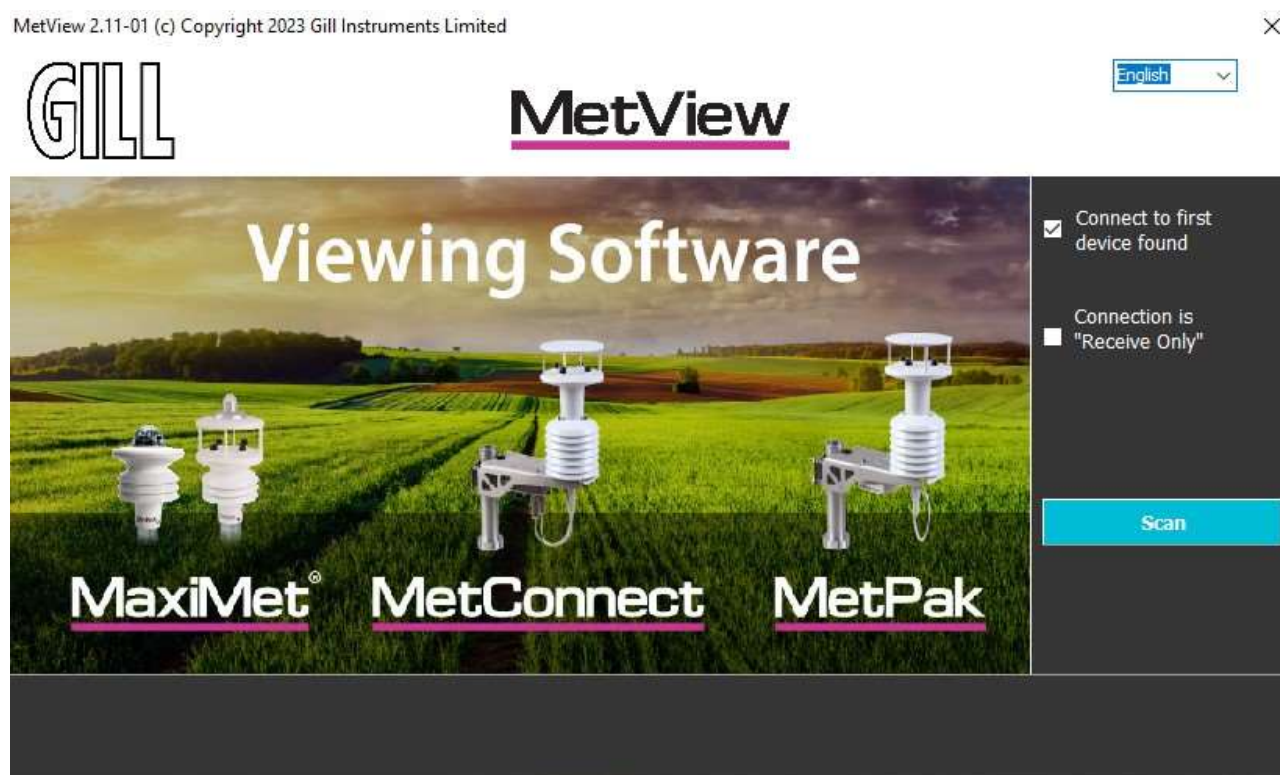 MetView 2.11-01 (c) Copyright 2023 Gill Instruments Limited
GILL
MetView
English
Viewing Software
Connect to first
device found
Connection is
"Receive Only"
Scan
MaxiMet®
MetConnect
MetPak